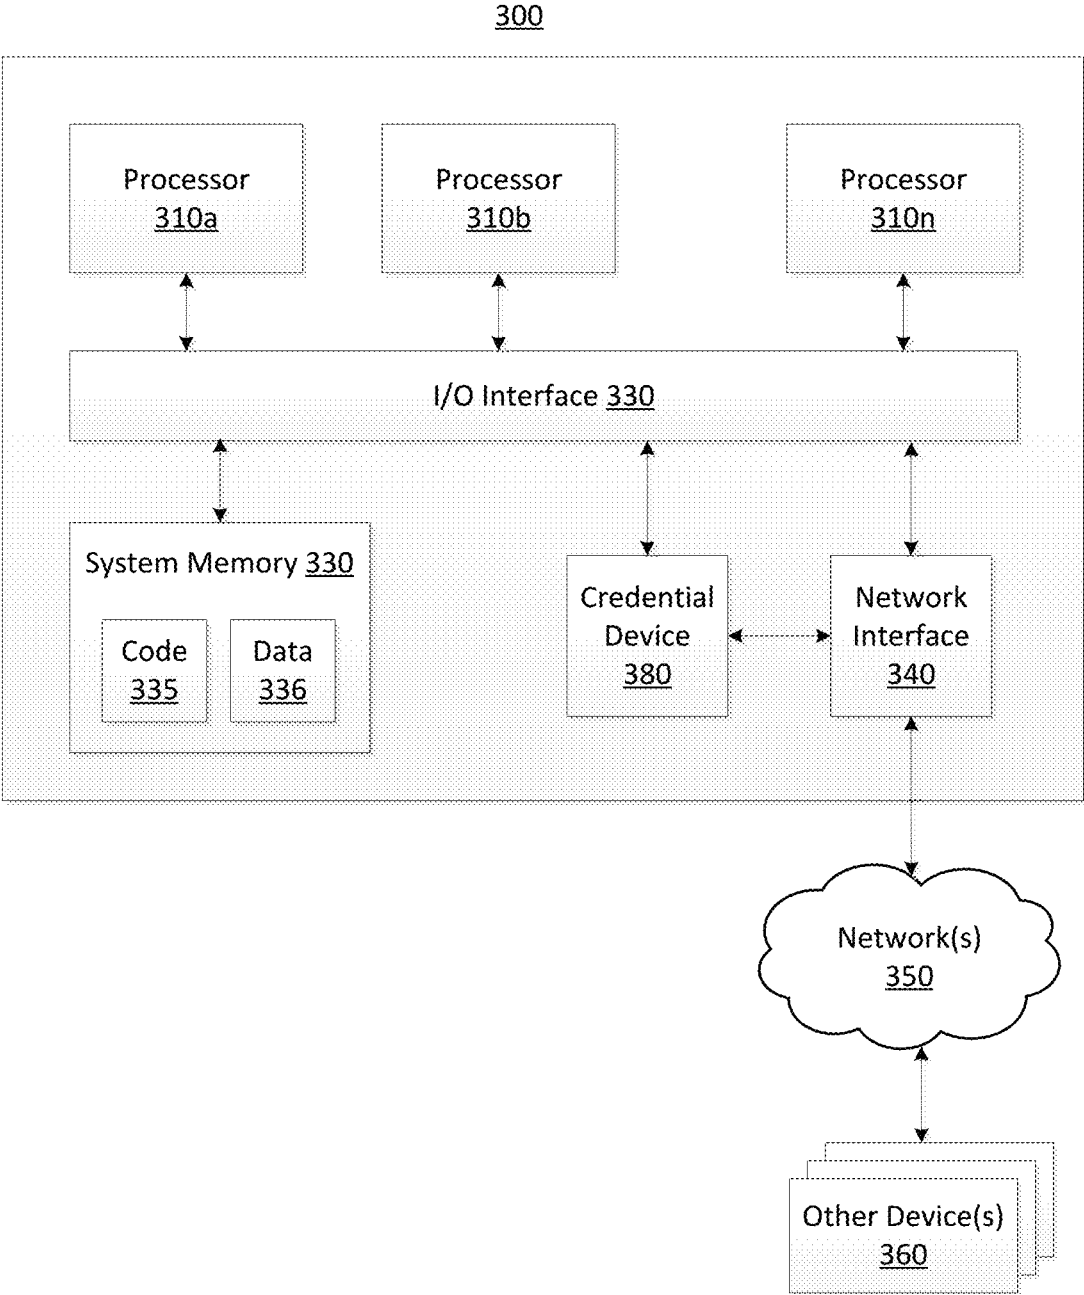 300
Processor
310a
Processor
310b
Processor
310n
I/O Interface 330
System Memory 330
Code
335
Data
336
Credential
Device
380
Network
Interface
340
Network(s)
350
Other Device(s)
360